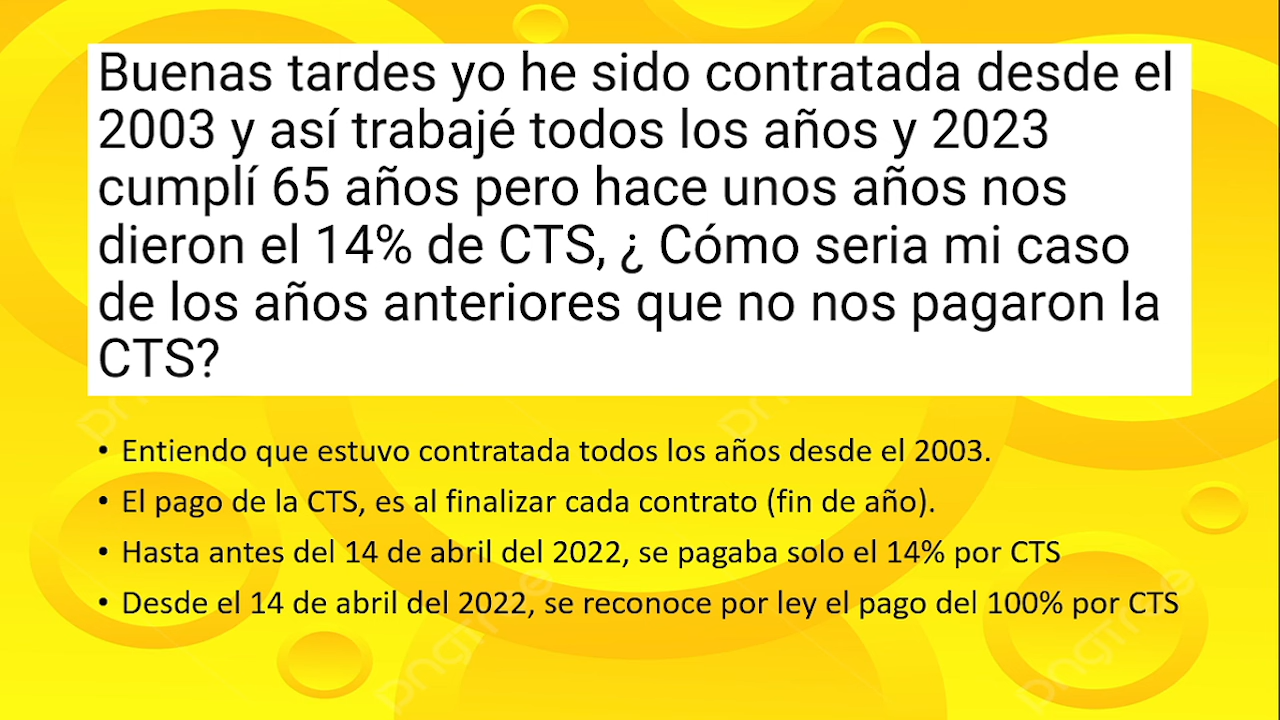 Buenas tardes yo he sido contratada desde el
2003 y así trabajé todos los años y 2023
cumplí 65 años pero hace unos años nos
dieron el 14% de CTS, ¿ Cómo seria mi caso
de los años anteriores que no nos pagaron la
CTS?
• Entiendo que estuvo contratada todos los años desde el 2003.
• El pago de la CTS, es al finalizar cada contrato (fin de año).
• Hasta antes del 14 de abril del 2022, se pagaba solo el 14% por CTS
• Desde el 14 de abril del 2022, se reconoce por ley el pago del 100% por CTS
pngtree
pngtree